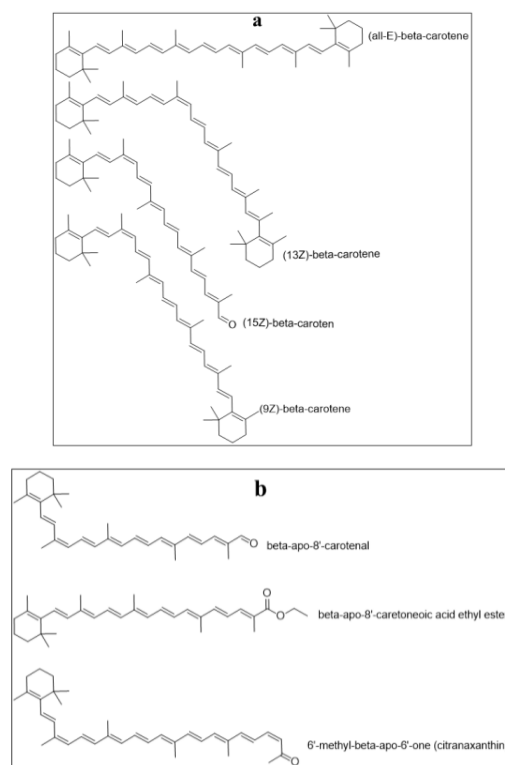 a
(all-E)-beta-carotene
(13Z)-beta-carotene
O (15Z)-beta-caroten
(9Z)-beta-carotene
b
O beta-apo-8'-carotenal
O
O beta-apo-8'-caretoneoic acid ethyl ester
6'-methyl-beta-apo-6'-one (citranaxanthin)
O